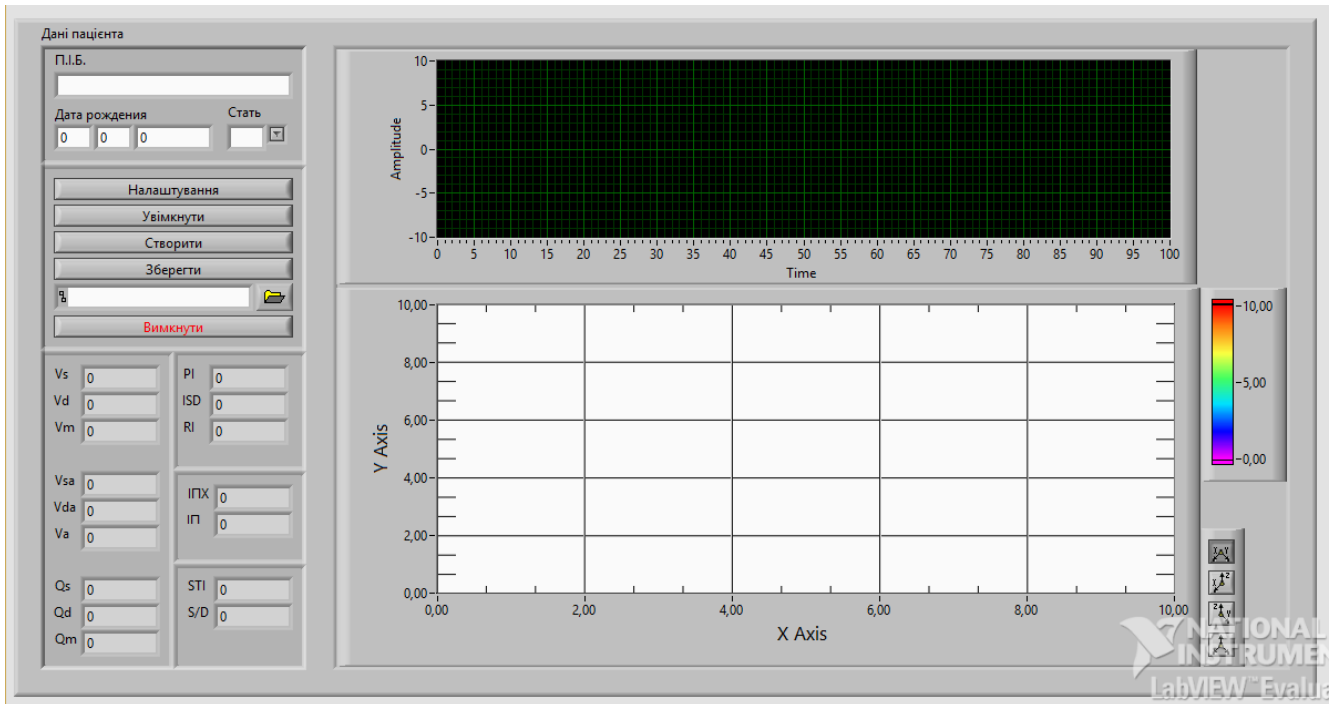 Дані пацієнта
П.І.Б.
Дата рождения Стать
0 0 0
Налаштування
Увімкнути
Створити
Зберегти
Вимкнути
Vs 0
Vd 0
Vm 0
PI 0
ISD 0
RI 0
Vsa 0
Vda 0
Va 0
ІПХ 0
ІП 0
Qs 0
Qd 0
Qm 0
STI 0
S/D 0
Amplitude
10
5
0
-5
-10
0 5 10 15 20 25 30 35 40 45 50 55 60 65 70 75 80 85 90 95 100
Time
Y Axis
10,00
8,00
6,00
4,00
2,00
0,00
0,00 2,00 4,00 6,00 8,00 10,00
X Axis
10,00
5,00
0,00
NATIONAL
INSTRUMEN
LabVIEW™ Evalua